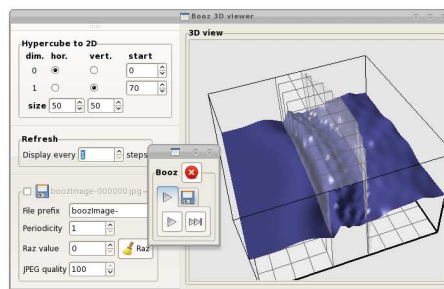 Booz 3D viewer
Hypercube to 2D
dim. hor. vert. start
0 0
1 70
size 50 50
Refresh
Display every 1 steps
boozImage-000000.jpg
File prefix boozImage-
Periodicity 1
Raz value 0 Raz
JPEG quality 100
Booz
3D view